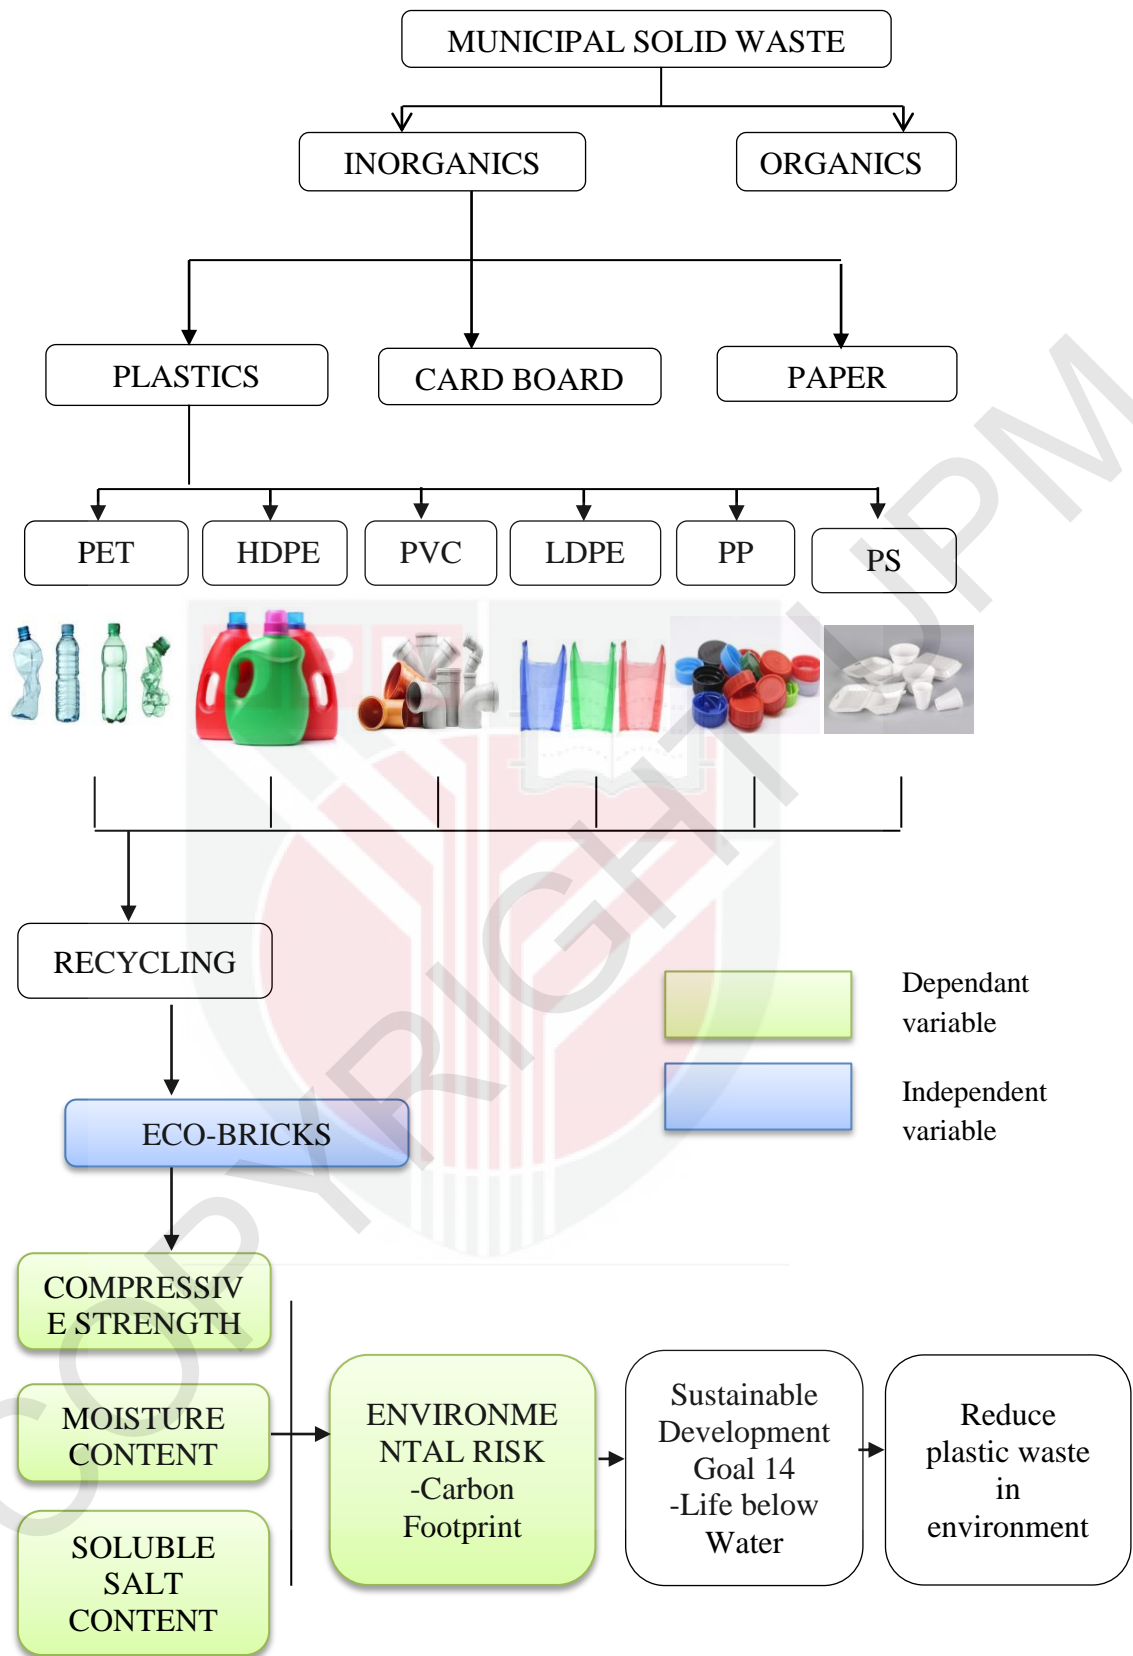 MUNICIPAL SOLID WASTE
INORGANICS
ORGANICS
PLASTICS
CARD BOARD
PAPER
PET
HDPE
PVC
LDPE
PP
PS
RECYCLING
Dependant
variable
Independent
variable
ECO-BRICKS
COMPRESSIV
E STRENGTH
MOISTURE
CONTENT
SOLUBLE
SALT
CONTENT
ENVIRONME
NTAL RISK
-Carbon
Footprint
Sustainable
Development
Goal 14
-Life below
Water
Reduce
plastic waste
in
environment
COPYRIGHT UPM